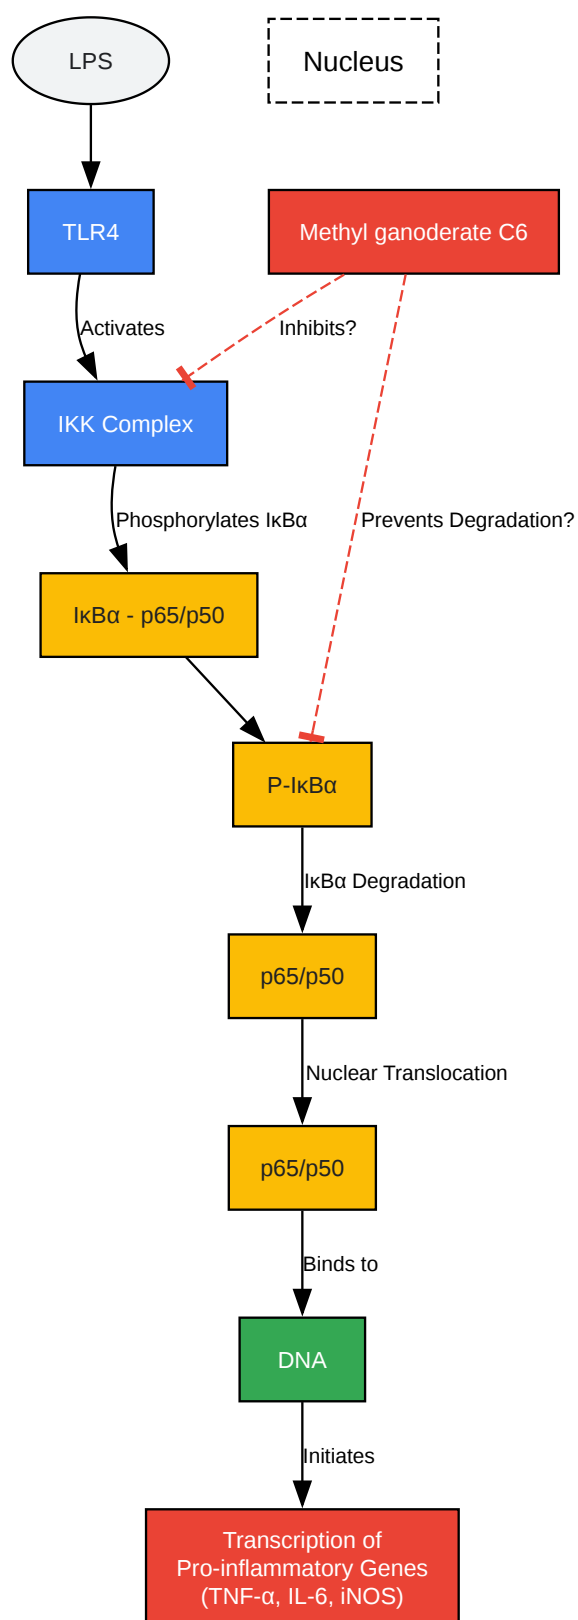 LPS
Nucleus
TLR4
Methyl ganoderate C6
Activates
Inhibits?
IKK Complex
Phosphorylates IκBα
Prevents Degradation?
IκBα - p65/p50
P-IκBα
IκBα Degradation
p65/p50
Nuclear Translocation
p65/p50
Binds to
DNA
Initiates
Transcription of
Pro-inflammatory Genes
(TNF-α, IL-6, iNOS)